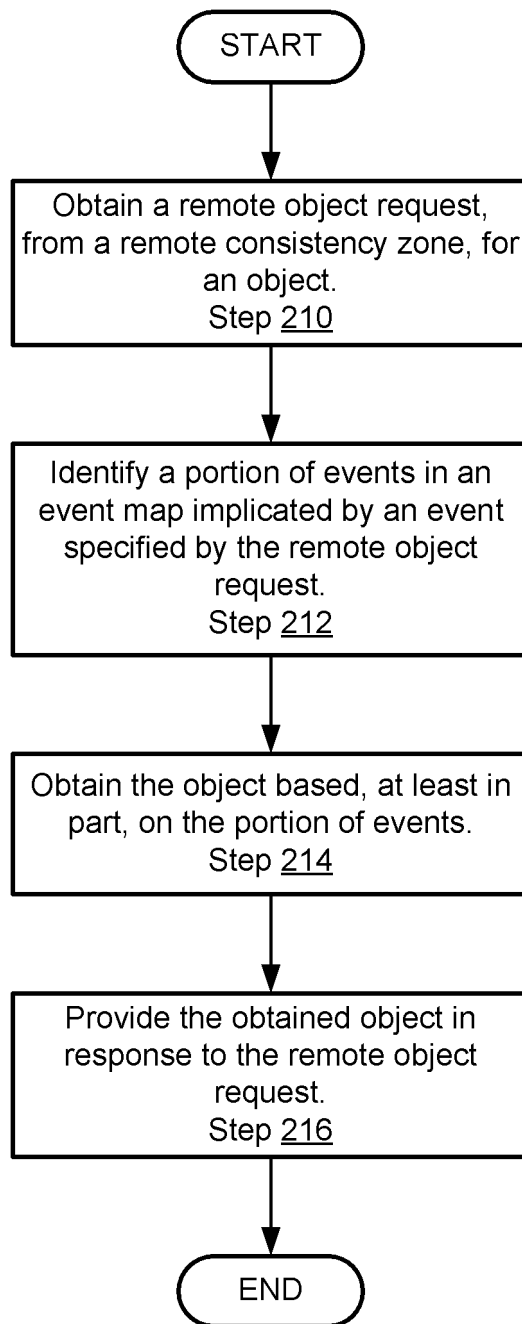 START
Obtain a remote object request,
from a remote consistency zone, for
an object.
Step 210
Identify a portion of events in an
event map implicated by an event
specified by the remote object
request.
Step 212
Obtain the object based, at least in
part, on the portion of events.
Step 214
Provide the obtained object in
response to the remote object
request.
Step 216
END